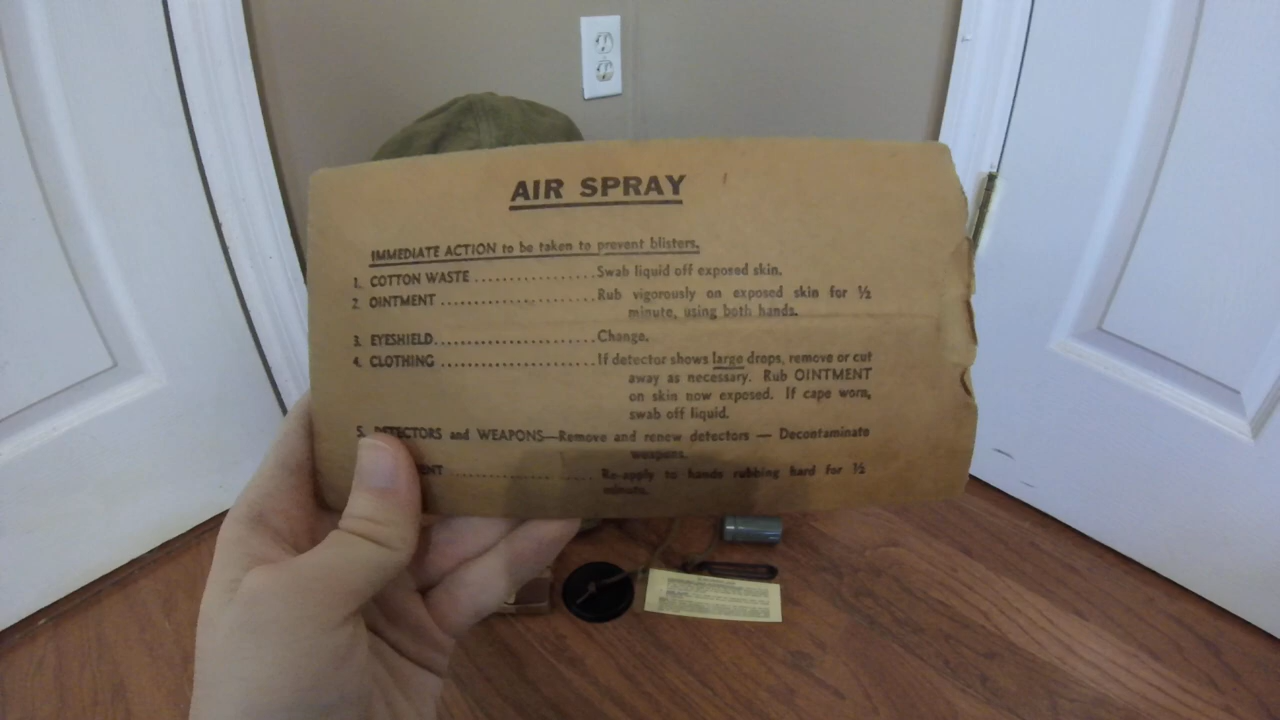 AIR SPRAY
IMMEDIATE ACTION to be taken to prevent blisters.
1. COTTON WASTE ................. Swab liquid off exposed skin.
2. OINTMENT ...................... Rub vigorously on exposed skin for ½
minute, using both hands.
3. EYESHIELD....................... Change.
4. CLOTHING ...................... If detector shows large drops, remove or cut
away as necessary. Rub OINTMENT
on skin now exposed. If cape worn,
swab off liquid.
5. DETECTORS and WEAPONS—Remove and renew detectors — Decontaminate
weapons.
ENT .................... Re-apply to hands rubbing hard for ½
minute.